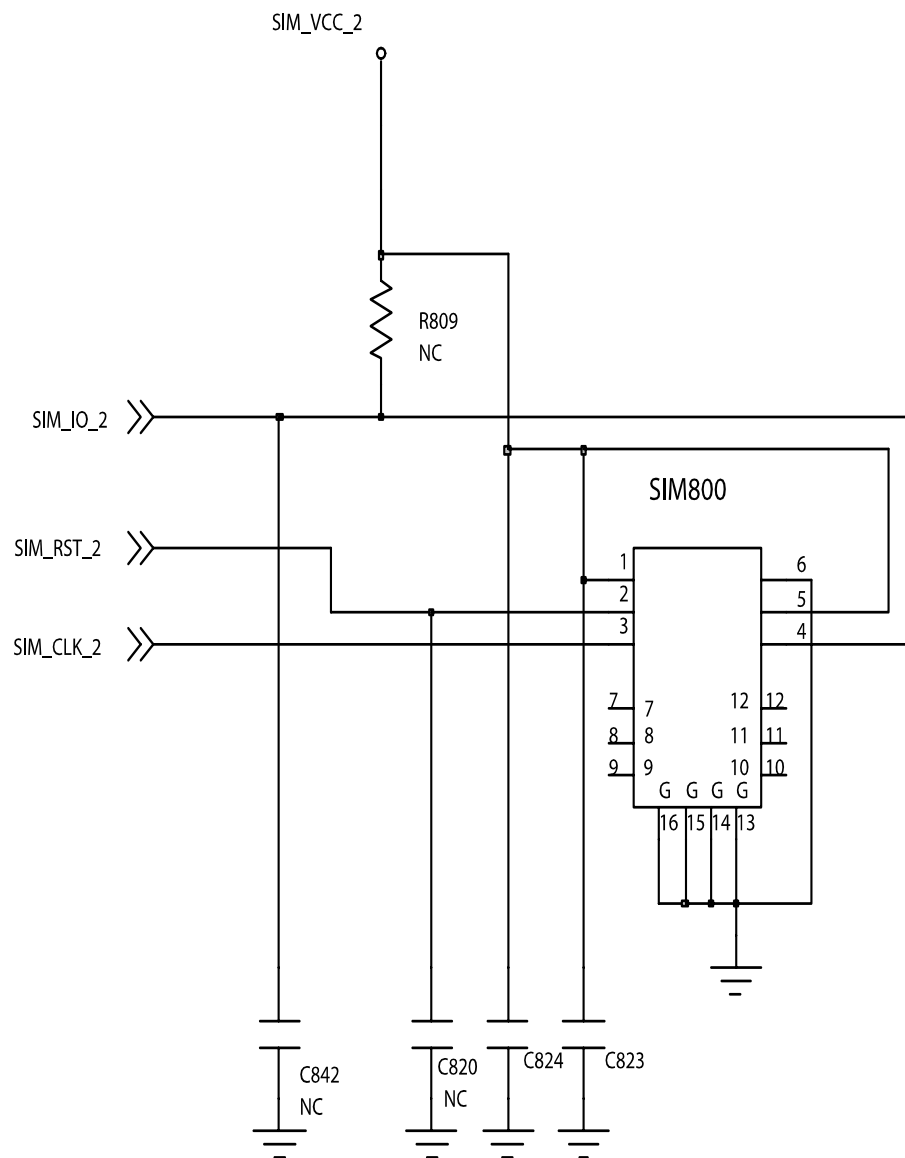 SIM_VCC_2
R809
NC
SIM_IO_2
SIM800
SIM_RST_2
1
6
2
5
SIM_CLK_2
3
4
7 7 12 12
8 8 11 11
9 9 10 10
G G G G
16 15 14 13
C842
NC
C820
NC
C824
C823